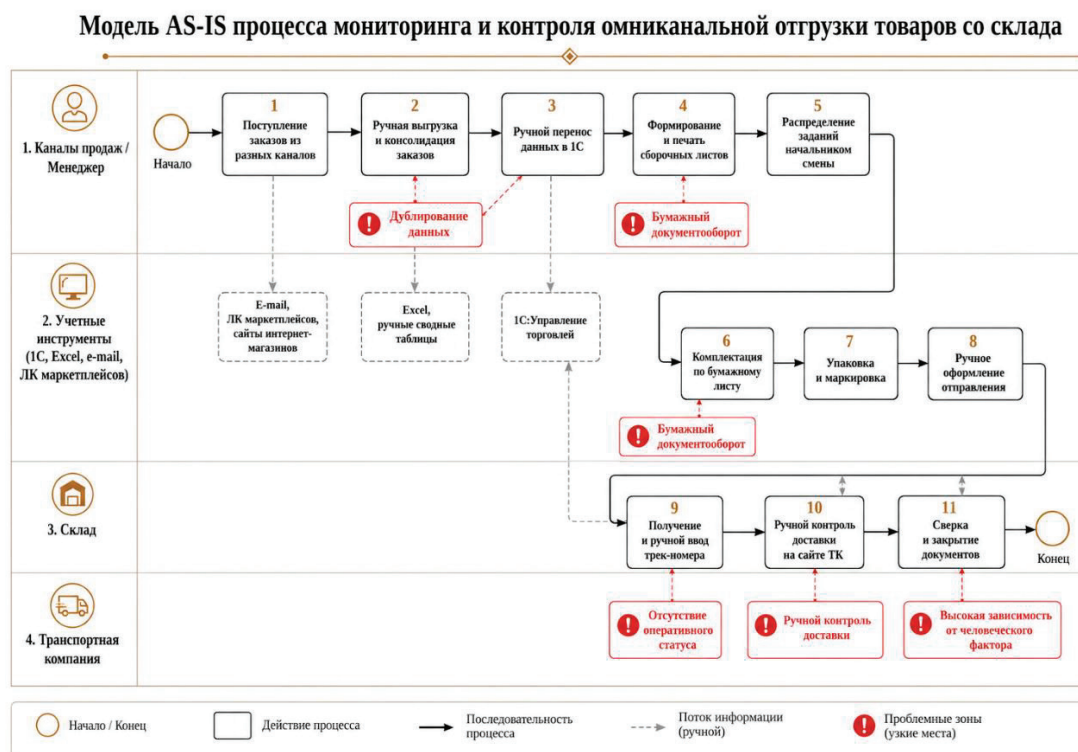 Модель AS-IS процесса мониторинга и контроля омниканальной отгрузки товаров со склада
1. Каналы продаж /
Менеджер
Начало
1
Поступление
заказов из
разных каналов
2
Ручная выгрузка
и консолидация
заказов
3
Ручной перенос
данных в 1С
4
Формирование
и печать
сборочных листов
5
Распределение
заданий
начальником
смены
Дублирование
данных
Бумажный
документооборот
2. Учетные
инструменты
(1С, Excel, e-mail,
ЛК маркетплейсов)
E-mail,
ЛК маркетплейсов,
сайты интернет-
магазинов
Excel,
ручные сводные
таблицы
1С:Управление
торговлей
6
Комплектация
по бумажному
листу
7
Упаковка
и маркировка
8
Ручное
оформление
отправления
Бумажный
документооборот
3. Склад
9
Получение
и ручной ввод
трек-номера
10
Ручной контроль
доставки
на сайте ТК
11
Сверка
и закрытие
документов
Конец
4. Транспортная
компания
Отсутствие
оперативного
статуса
Ручной контроль
доставки
Высокая зависимость
от человеческого
фактора
Начало / Конец
Действие процесса
Последовательность
процесса
Поток информации
(ручной)
Проблемные зоны
(узкие места)